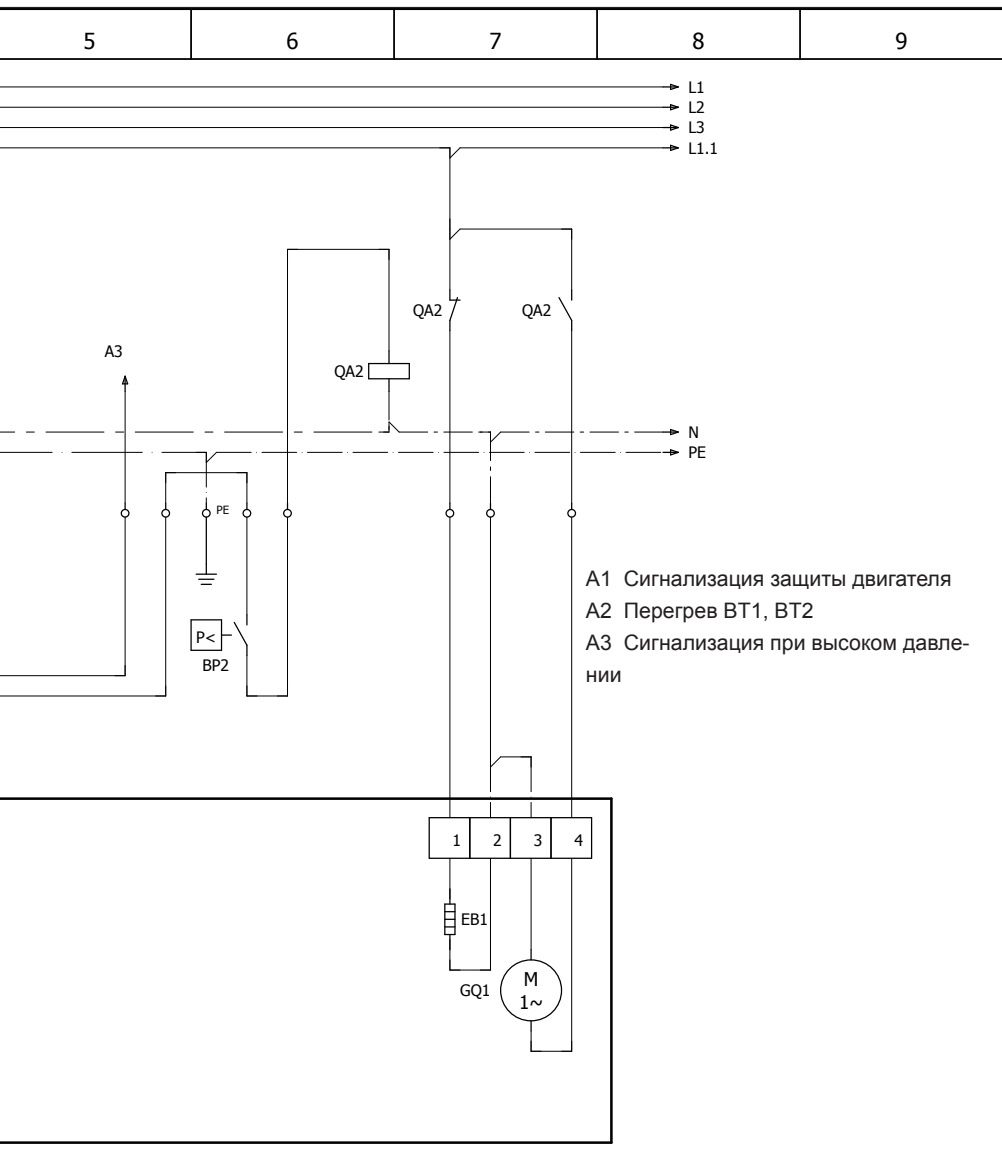 5 6 7 8 9
L1
L2
L3
L1.1
QA2 QA2
A3
QA2
N
PE
PE
A1 Сигнализация защиты двигателя
A2 Перегрев BT1, BT2
A3 Сигнализация при высоком давле-
нии
P<
BP2
1 2 3 4
EB1
GQ1
M
1~